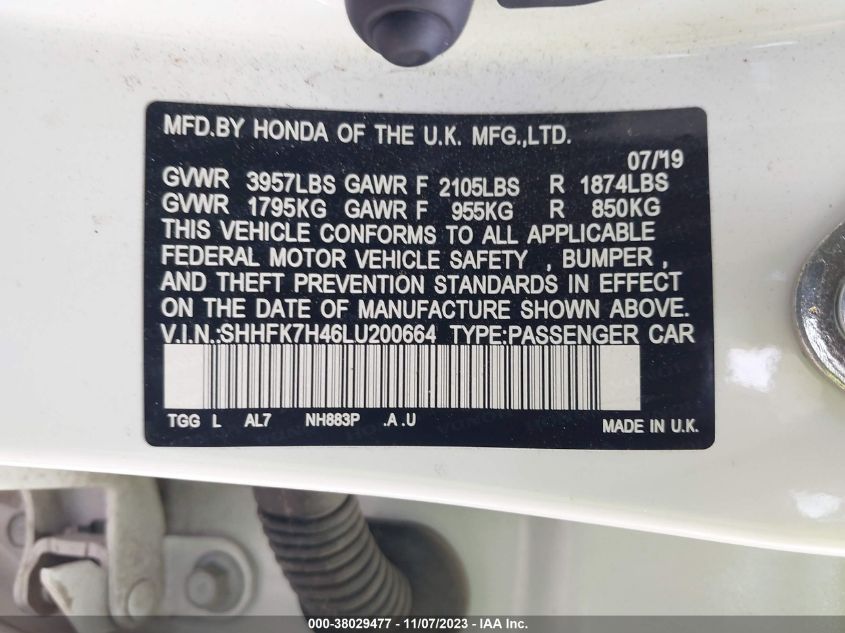 MFD.BY HONDA OF THE U.K. MFG.,LTD.
07/19
GVWR 3957LBS GAWR F 2105LBS R 1874LBS
GVWR 1795KG GAWR F 955KG R 850KG
THIS VEHICLE CONFORMS TO ALL APPLICABLE
FEDERAL MOTOR VEHICLE SAFETY , BUMPER ,
AND THEFT PREVENTION STANDARDS IN EFFECT
ON THE DATE OF MANUFACTURE SHOWN ABOVE.
V.I.N.:SHHFK7H46LU200664 TYPE:PASSENGER CAR
TGG L AL7 NH883P .A .U MADE IN U.K.
000-38029477 - 11/07/2023 - IAA Inc.